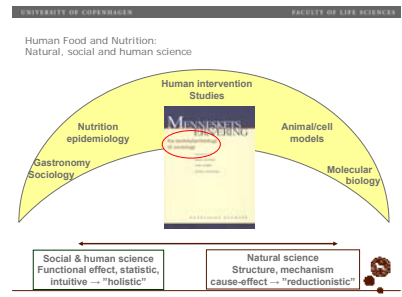 UNIVERSITY OF COPENHAGEN
FACULTY OF LIFE SCIENCES
Human Food and Nutrition:
Natural, social and human science
Human intervention
Studies
Nutrition
epidemiology
Animal/cell
models
Gastronomy
Sociology
Molecular
biology
MENNESKETS
ERNÆRING
Social & human science
Functional effect, statistic,
intuitive → "holistic"
Natural science
Structure, mechanism
cause-effect → "reductionistic"